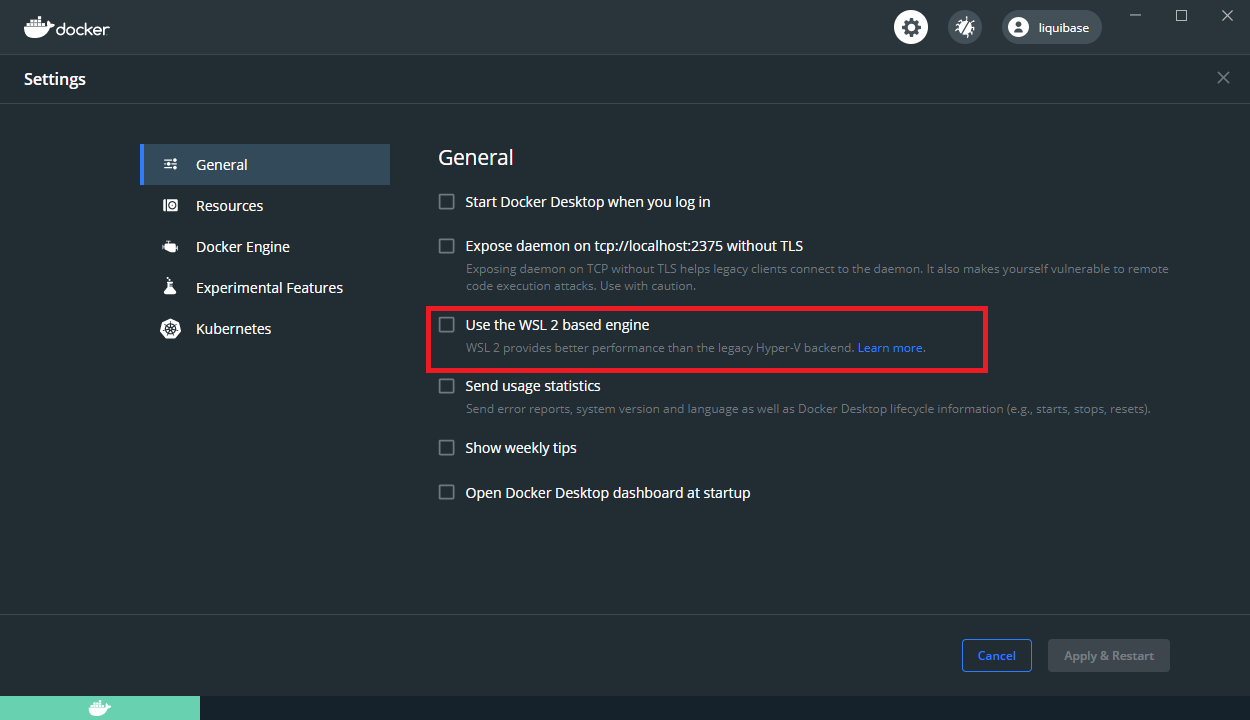 docker
liquibase
Settings
General
Resources
Docker Engine
Experimental Features
Kubernetes
General
Start Docker Desktop when you log in
Expose daemon on tcp://localhost:2375 without TLS
Exposing daemon on TCP without TLS helps legacy clients connect to the daemon. It also makes yourself vulnerable to remote
code execution attacks. Use with caution.
Use the WSL 2 based engine
WSL 2 provides better performance than the legacy Hyper-V backend. Learn more.
Send usage statistics
Send error reports, system version and language as well as Docker Desktop lifecycle information (e.g., starts, stops, resets).
Show weekly tips
Open Docker Desktop dashboard at startup
Cancel
Apply & Restart